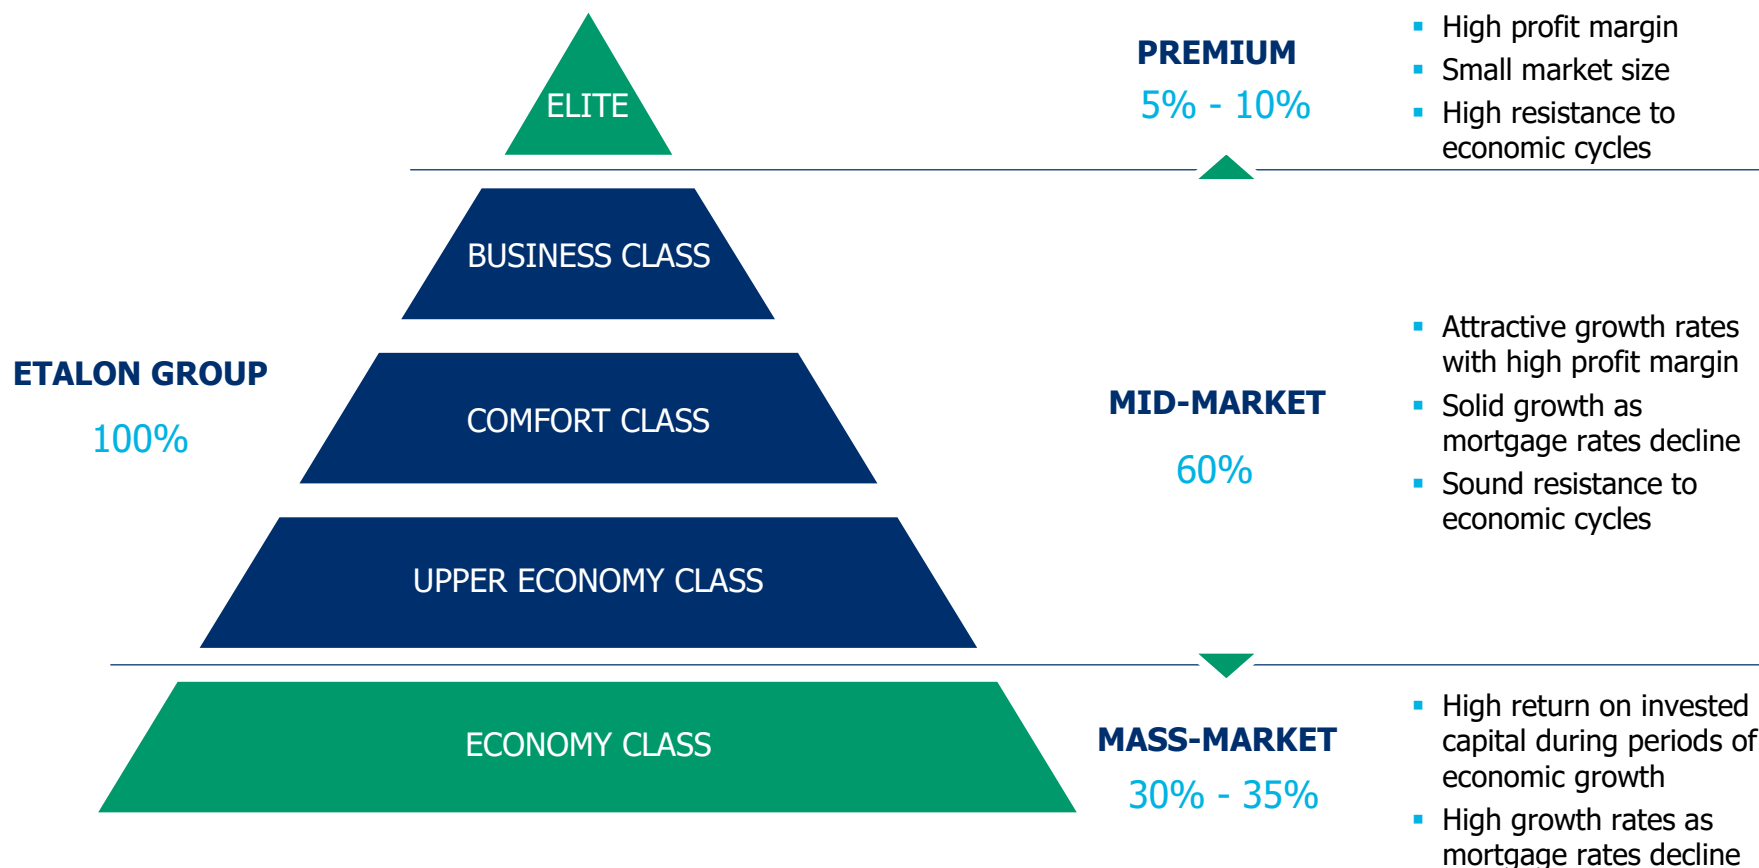 ELITE
PREMIUM
5% - 10%
▪ High profit margin
▪ Small market size
▪ High resistance to
economic cycles
ETALON GROUP
100%
BUSINESS CLASS
COMFORT CLASS
UPPER ECONOMY CLASS
MID-MARKET
60%
▪ Attractive growth rates
with high profit margin
▪ Solid growth as
mortgage rates decline
▪ Sound resistance to
economic cycles
ECONOMY CLASS
MASS-MARKET
30% - 35%
▪ High return on invested
capital during periods of
economic growth
▪ High growth rates as
mortgage rates decline